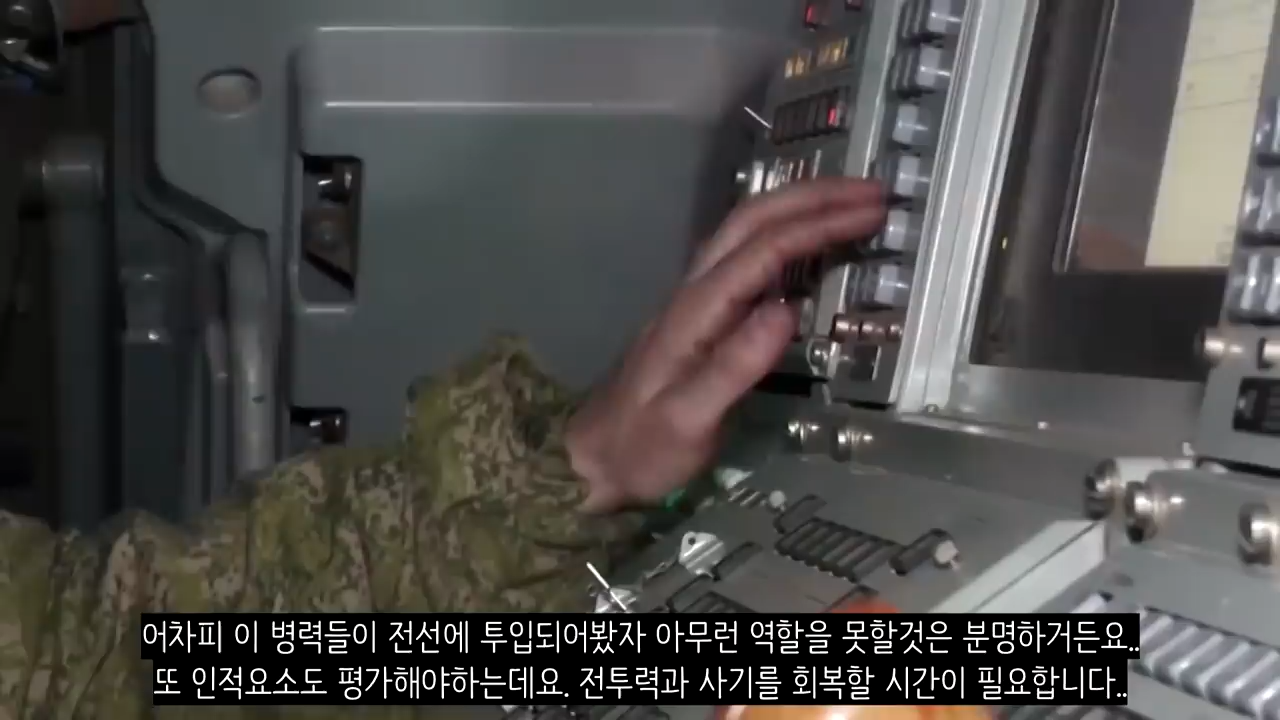 어차피 이 병력들이 전선에 투입되어봤자 아무런 역할을 못할것은 분명하거든요..
또 인적요소도 평가해야하는데요. 전투력과 사기를 회복할 시간이 필요합니다..